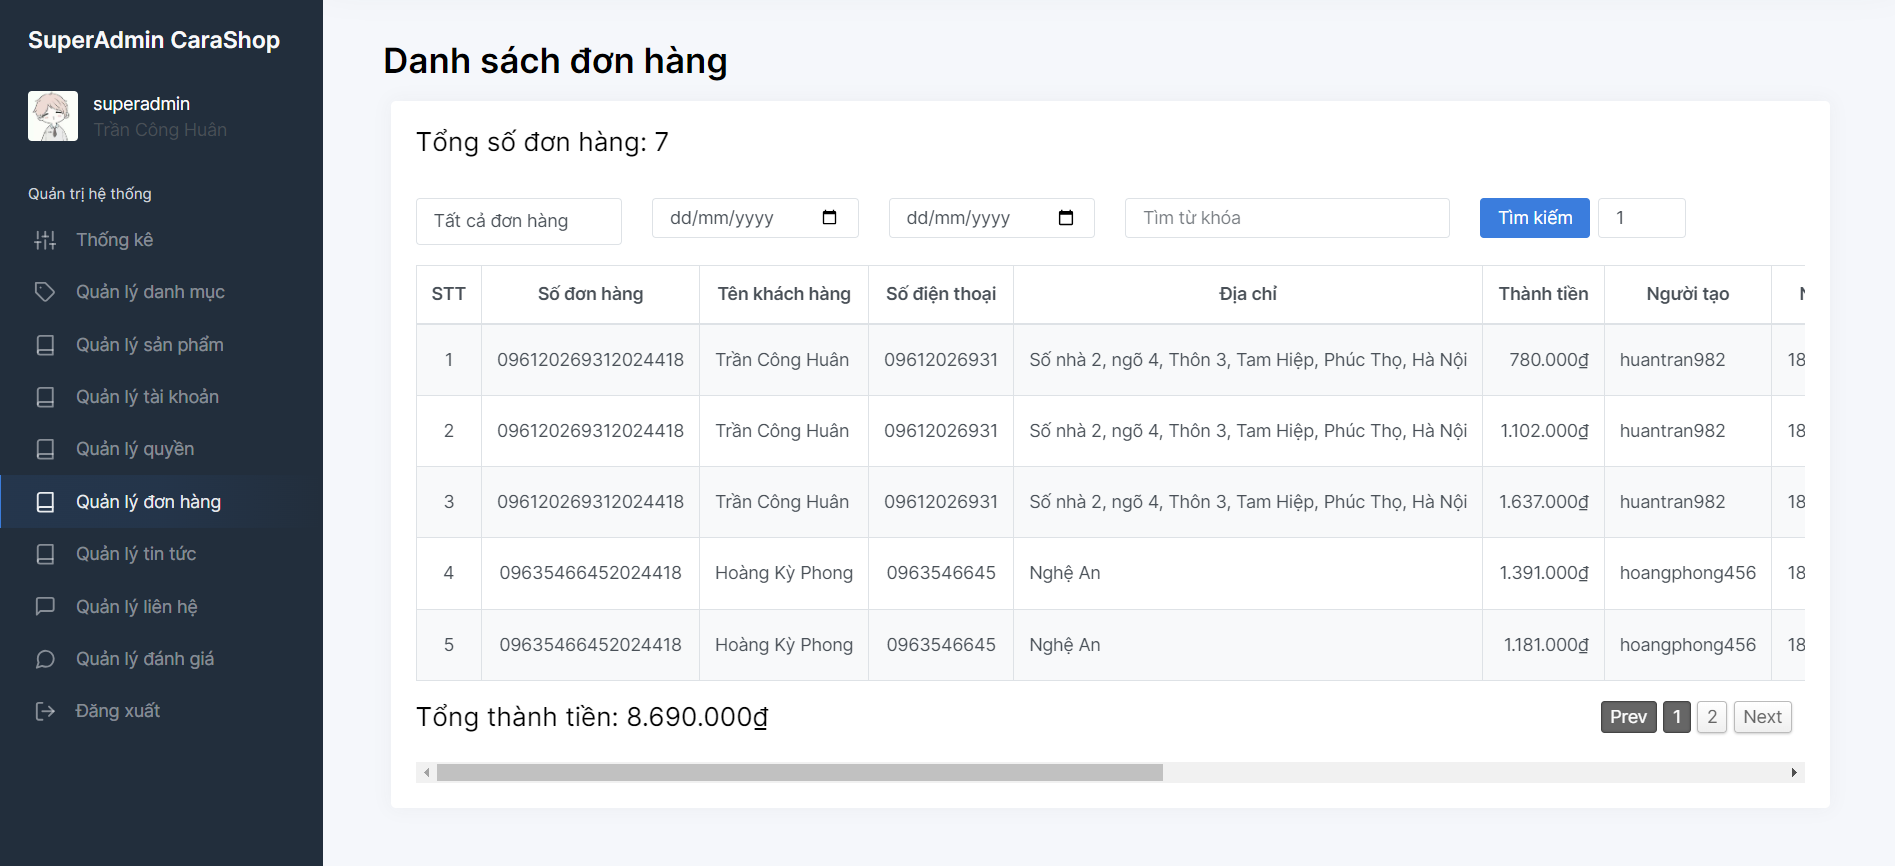 SuperAdmin CaraShop
superadmin
Trần Công Huân
Quản trị hệ thống
Thống kê
Quản lý danh mục
Quản lý sản phẩm
Quản lý tài khoản
Quản lý quyền
Quản lý đơn hàng
Quản lý tin tức
Quản lý liên hệ
Quản lý đánh giá
Đăng xuất
Danh sách đơn hàng
Tổng số đơn hàng: 7
Tất cả đơn hàng dd/mm/yyyy dd/mm/yyyy Tìm từ khóa Tìm kiếm 1
STT Số đơn hàng Tên khách hàng Số điện thoại Địa chỉ Thành tiền Người tạo
1 096120269312024418 Trần Công Huân 09612026931 Số nhà 2, ngõ 4, Thôn 3, Tam Hiệp, Phúc Thọ, Hà Nội 780.000₫ huantran982 18
2 096120269312024418 Trần Công Huân 09612026931 Số nhà 2, ngõ 4, Thôn 3, Tam Hiệp, Phúc Thọ, Hà Nội 1.102.000₫ huantran982 18
3 096120269312024418 Trần Công Huân 09612026931 Số nhà 2, ngõ 4, Thôn 3, Tam Hiệp, Phúc Thọ, Hà Nội 1.637.000₫ huantran982 18
4 09635466452024418 Hoàng Kỳ Phong 0963546645 Nghệ An 1.391.000₫ hoangphong456 18
5 09635466452024418 Hoàng Kỳ Phong 0963546645 Nghệ An 1.181.000₫ hoangphong456 18
Tổng thành tiền: 8.690.000₫
Prev 1 2 Next